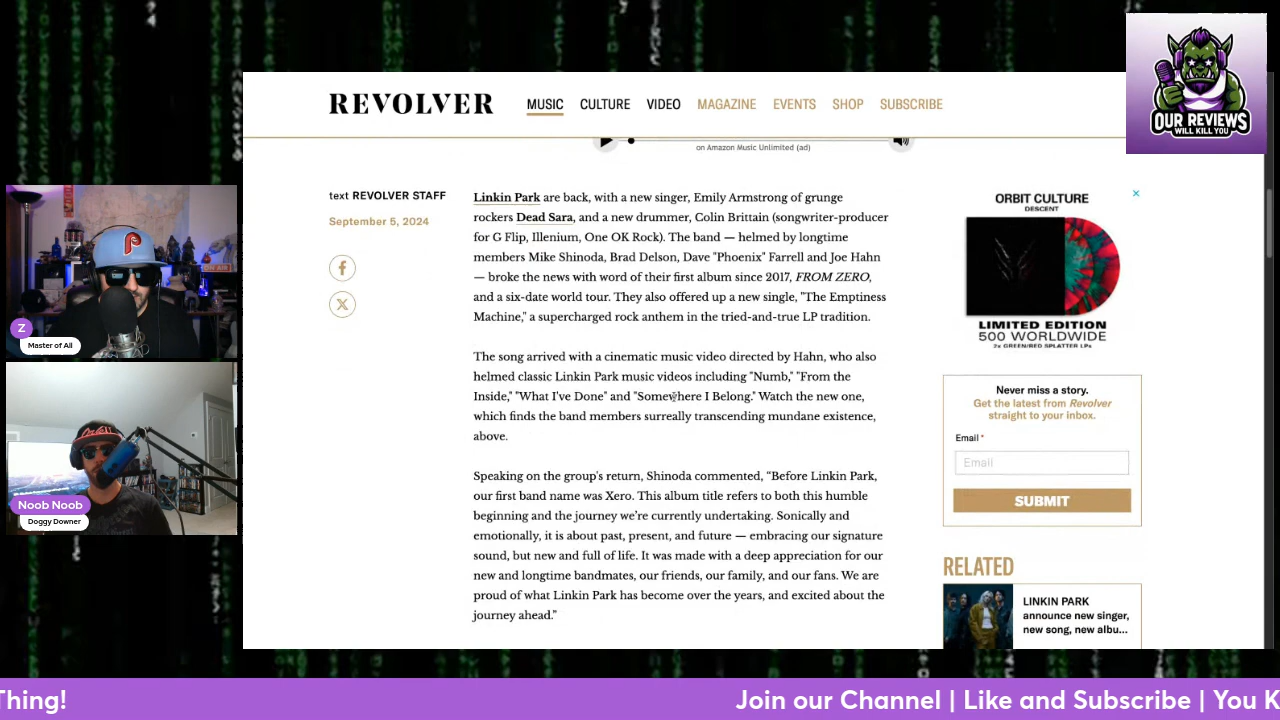 OUR REVIEWS
WILL KILL YOU
REVOLVER
MUSIC CULTURE VIDEO MAGAZINE EVENTS SHOP SUBSCRIBE
on Amazon Music Unlimited (ad)
text REVOLVER STAFF
September 5, 2024
Linkin Park are back, with a new singer, Emily Armstrong of grunge
rockers Dead Sara, and a new drummer, Colin Brittain (songwriter-producer
for G Flip, Illenium, One OK Rock). The band — helmed by longtime
members Mike Shinoda, Brad Delson, Dave "Phoenix" Farrell and Joe Hahn
— broke the news with word of their first album since 2017, FROM ZERO,
and a six-date world tour. They also offered up a new single, "The Emptiness
Machine," a supercharged rock anthem in the tried-and-true LP tradition.
The song arrived with a cinematic music video directed by Hahn, who also
helmed classic Linkin Park music videos including "Numb," "From the
Inside," "What I've Done" and "Somewhere I Belong." Watch the new one,
which finds the band members surreally transcending mundane existence,
above.
Speaking on the group's return, Shinoda commented, “Before Linkin Park,
our first band name was Xero. This album title refers to both this humble
beginning and the journey we’re currently undertaking. Sonically and
emotionally, it is about past, present, and future — embracing our signature
sound, but new and full of life. It was made with a deep appreciation for our
new and longtime bandmates, our friends, our family, and our fans. We are
proud of what Linkin Park has become over the years, and excited about the
journey ahead.”
ORBIT CULTURE
DESCENT
LIMITED EDITION
500 WORLDWIDE
2x GREEN/RED SPLATTER LPs
Never miss a story.
Get the latest from Revolver
straight to your inbox.
Email *
Email
SUBMIT
RELATED
LINKIN PARK
announce new singer,
new song, new albu...
ON AIR
P
Z
Master of All
Noob Noob
Doggy Downer
Thing!
Join our Channel | Like and Subscribe | You K